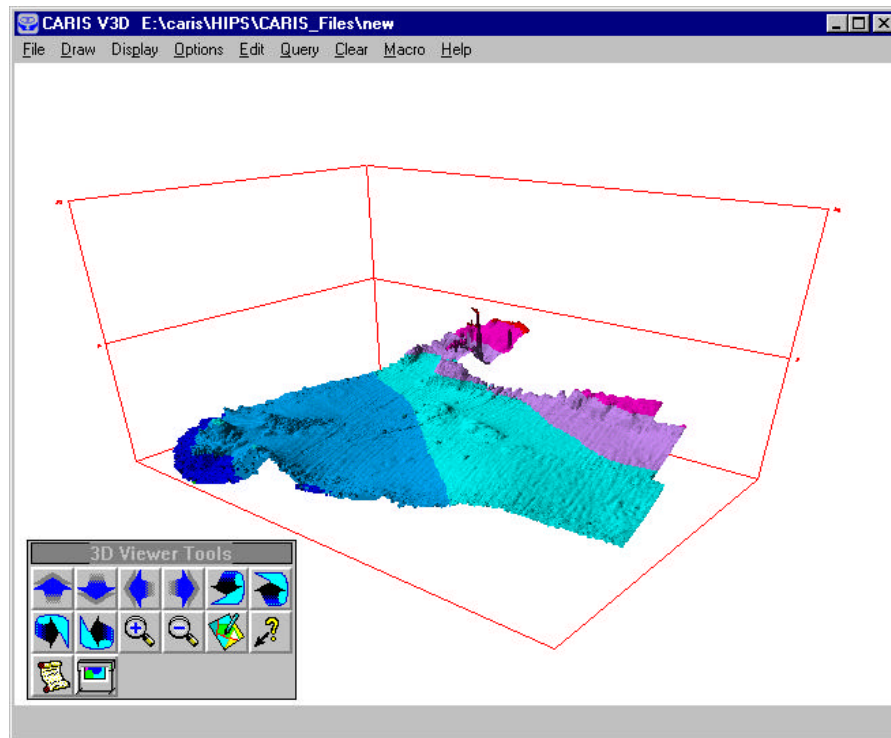 CARIS V3D E:\caris\HIPS\CARIS_Files\new
File Draw Display Options Edit Query Clear Macro Help
3D Viewer Tools